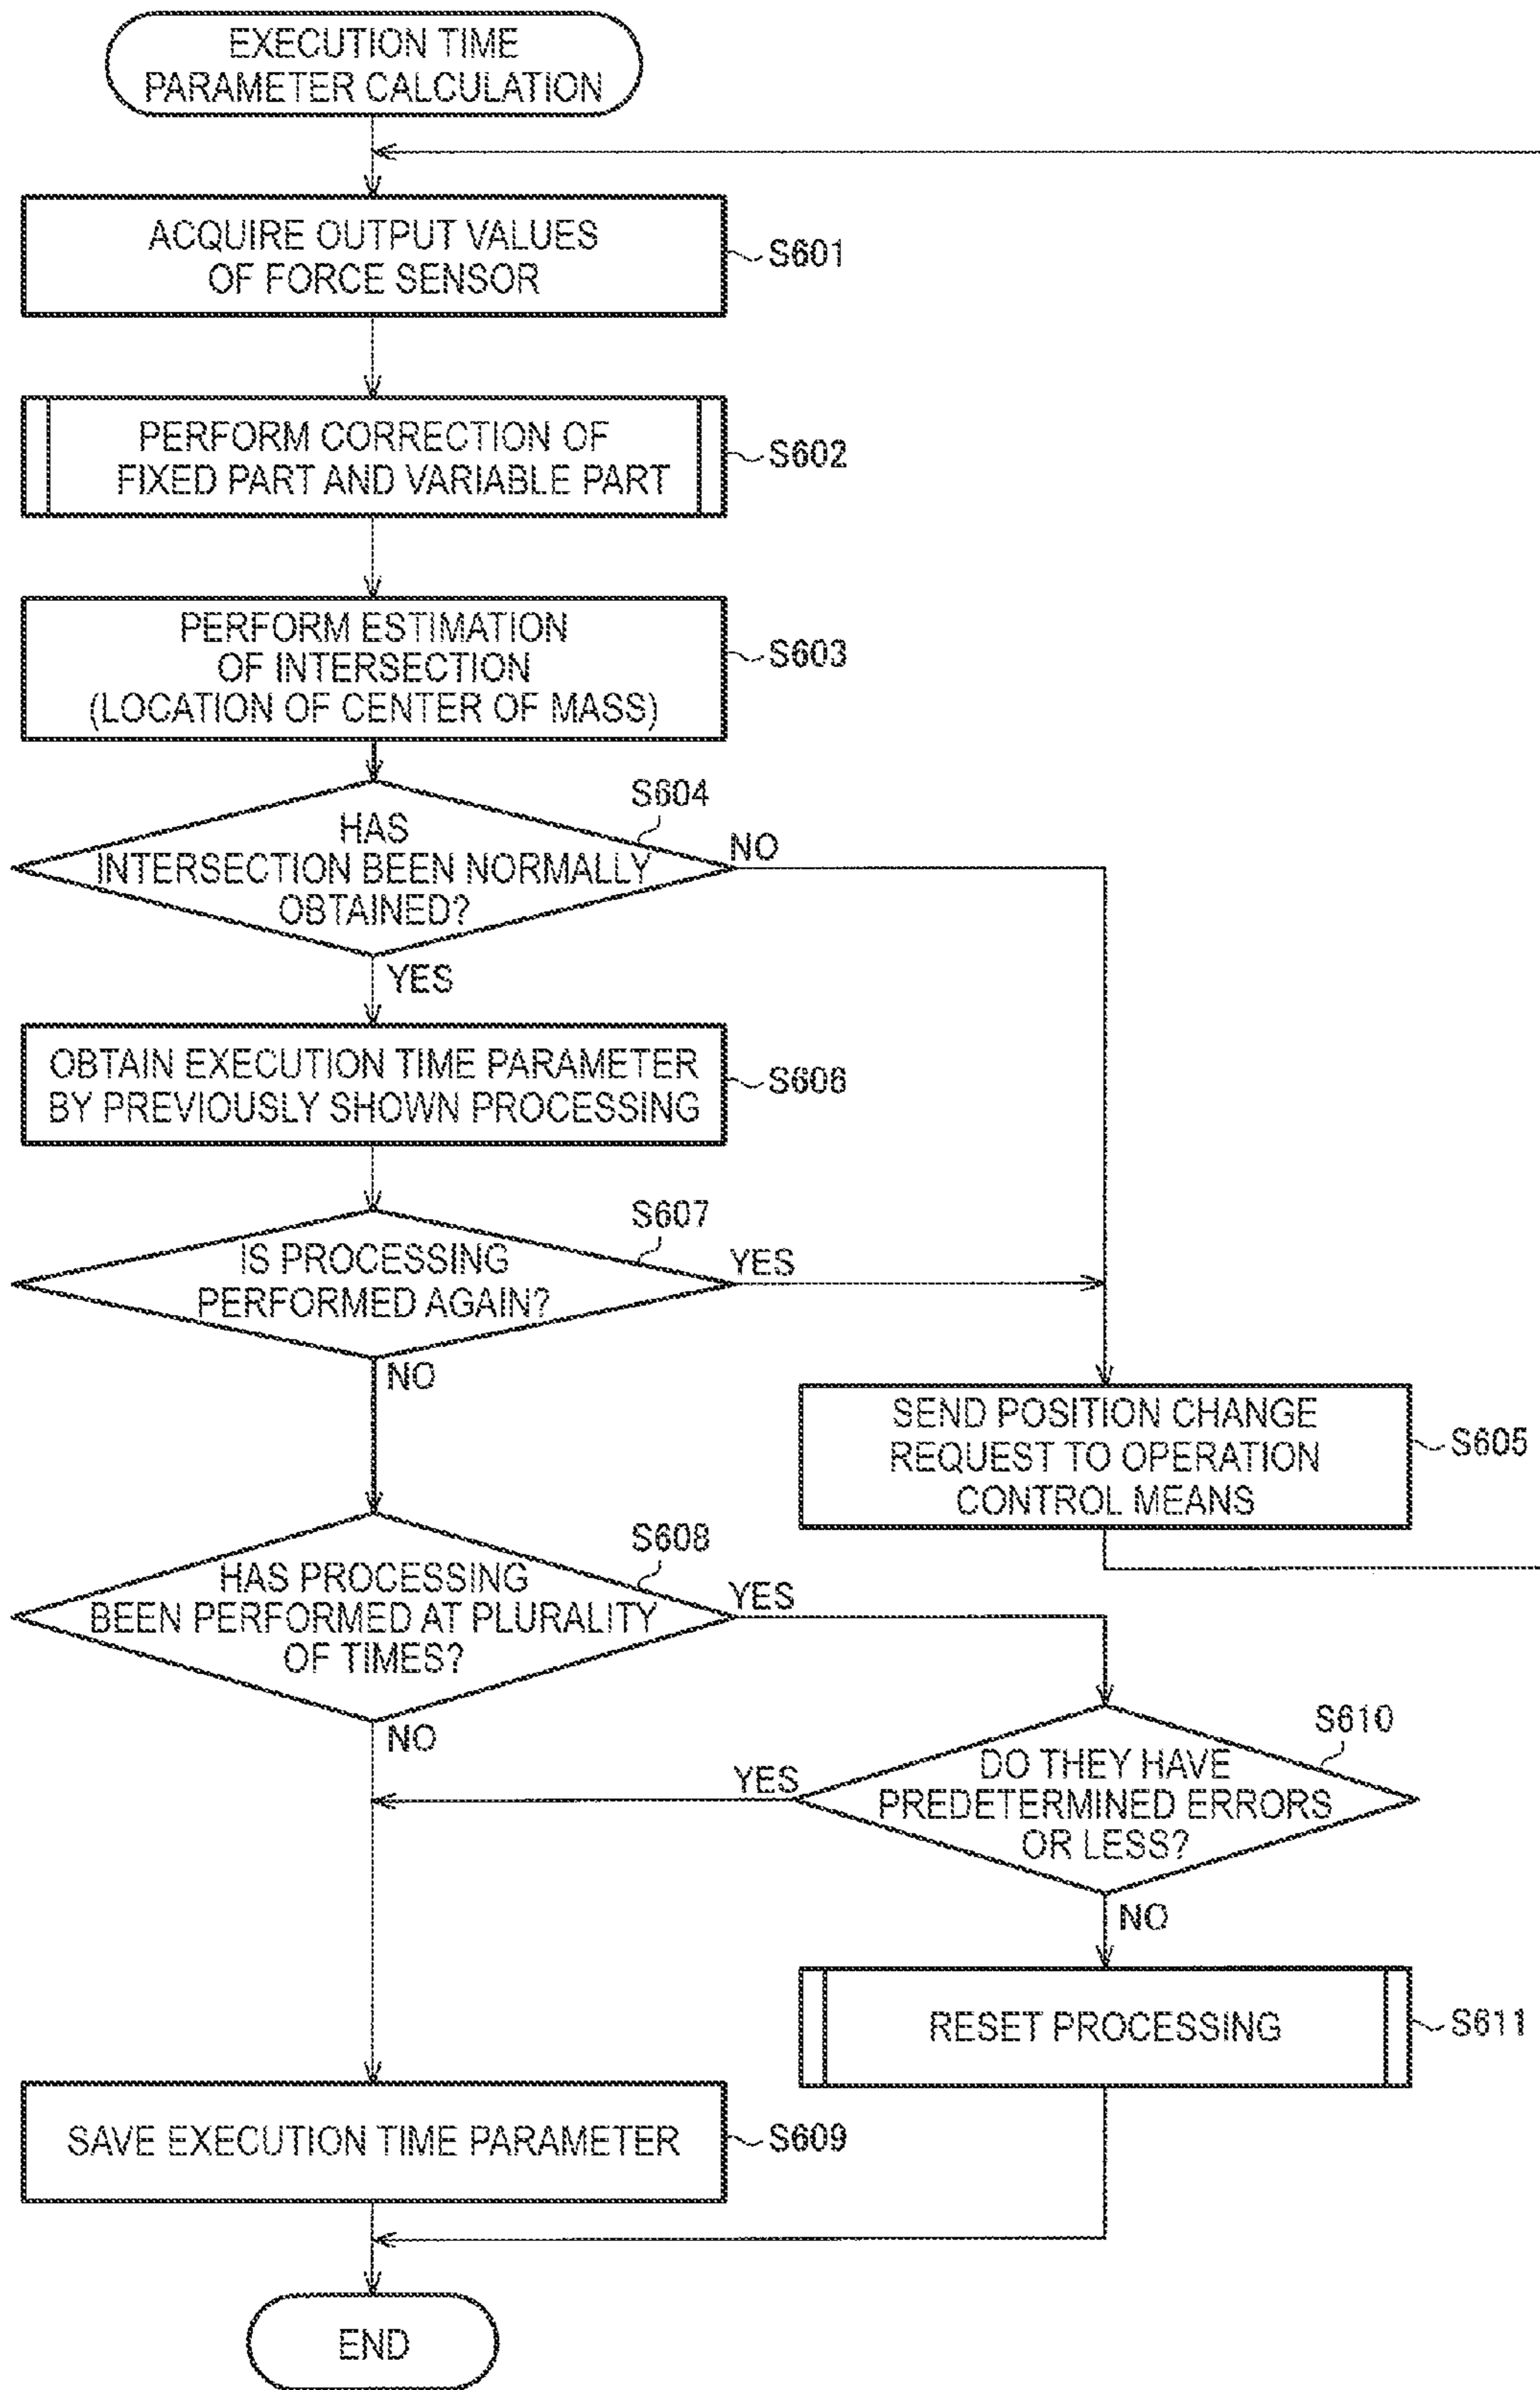 EXECUTION TIME
PARAMETER CALCULATION
ACQUIRE OUTPUT VALUES
OF FORCE SENSOR
S601
PERFORM CORRECTION OF
FIXED PART AND VARIABLE PART
S602
PERFORM ESTIMATION
OF INTERSECTION
(LOCATION OF CENTER OF MASS)
S603
S604
HAS
INTERSECTION BEEN NORMALLY
OBTAINED?
NO
YES
OBTAIN EXECUTION TIME PARAMETER
BY PREVIOUSLY SHOWN PROCESSING
S606
S607
IS PROCESSING
PERFORMED AGAIN?
YES
NO
SEND POSITION CHANGE
REQUEST TO OPERATION
CONTROL MEANS
S605
S608
HAS PROCESSING
BEEN PERFORMED AT PLURALITY
OF TIMES?
YES
NO
S610
DO THEY HAVE
PREDETERMINED ERRORS
OR LESS?
YES
NO
RESET PROCESSING
S611
SAVE EXECUTION TIME PARAMETER
S609
END